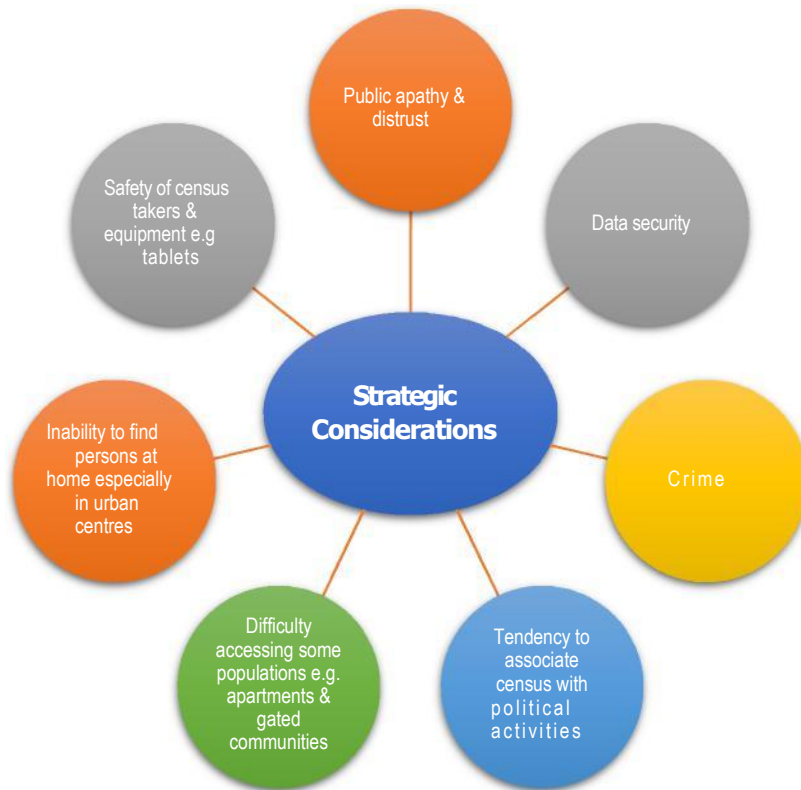 Public apathy &
distrust
Data security
Crime
Tendency to
associate
census with
political
activities
Difficulty
accessing some
populations e.g.
apartments &
gated
communities
Inability to find
persons at
home especially
in urban
centres
Safety of census
takers &
equipment e.g
tablets
Strategic
Considerations